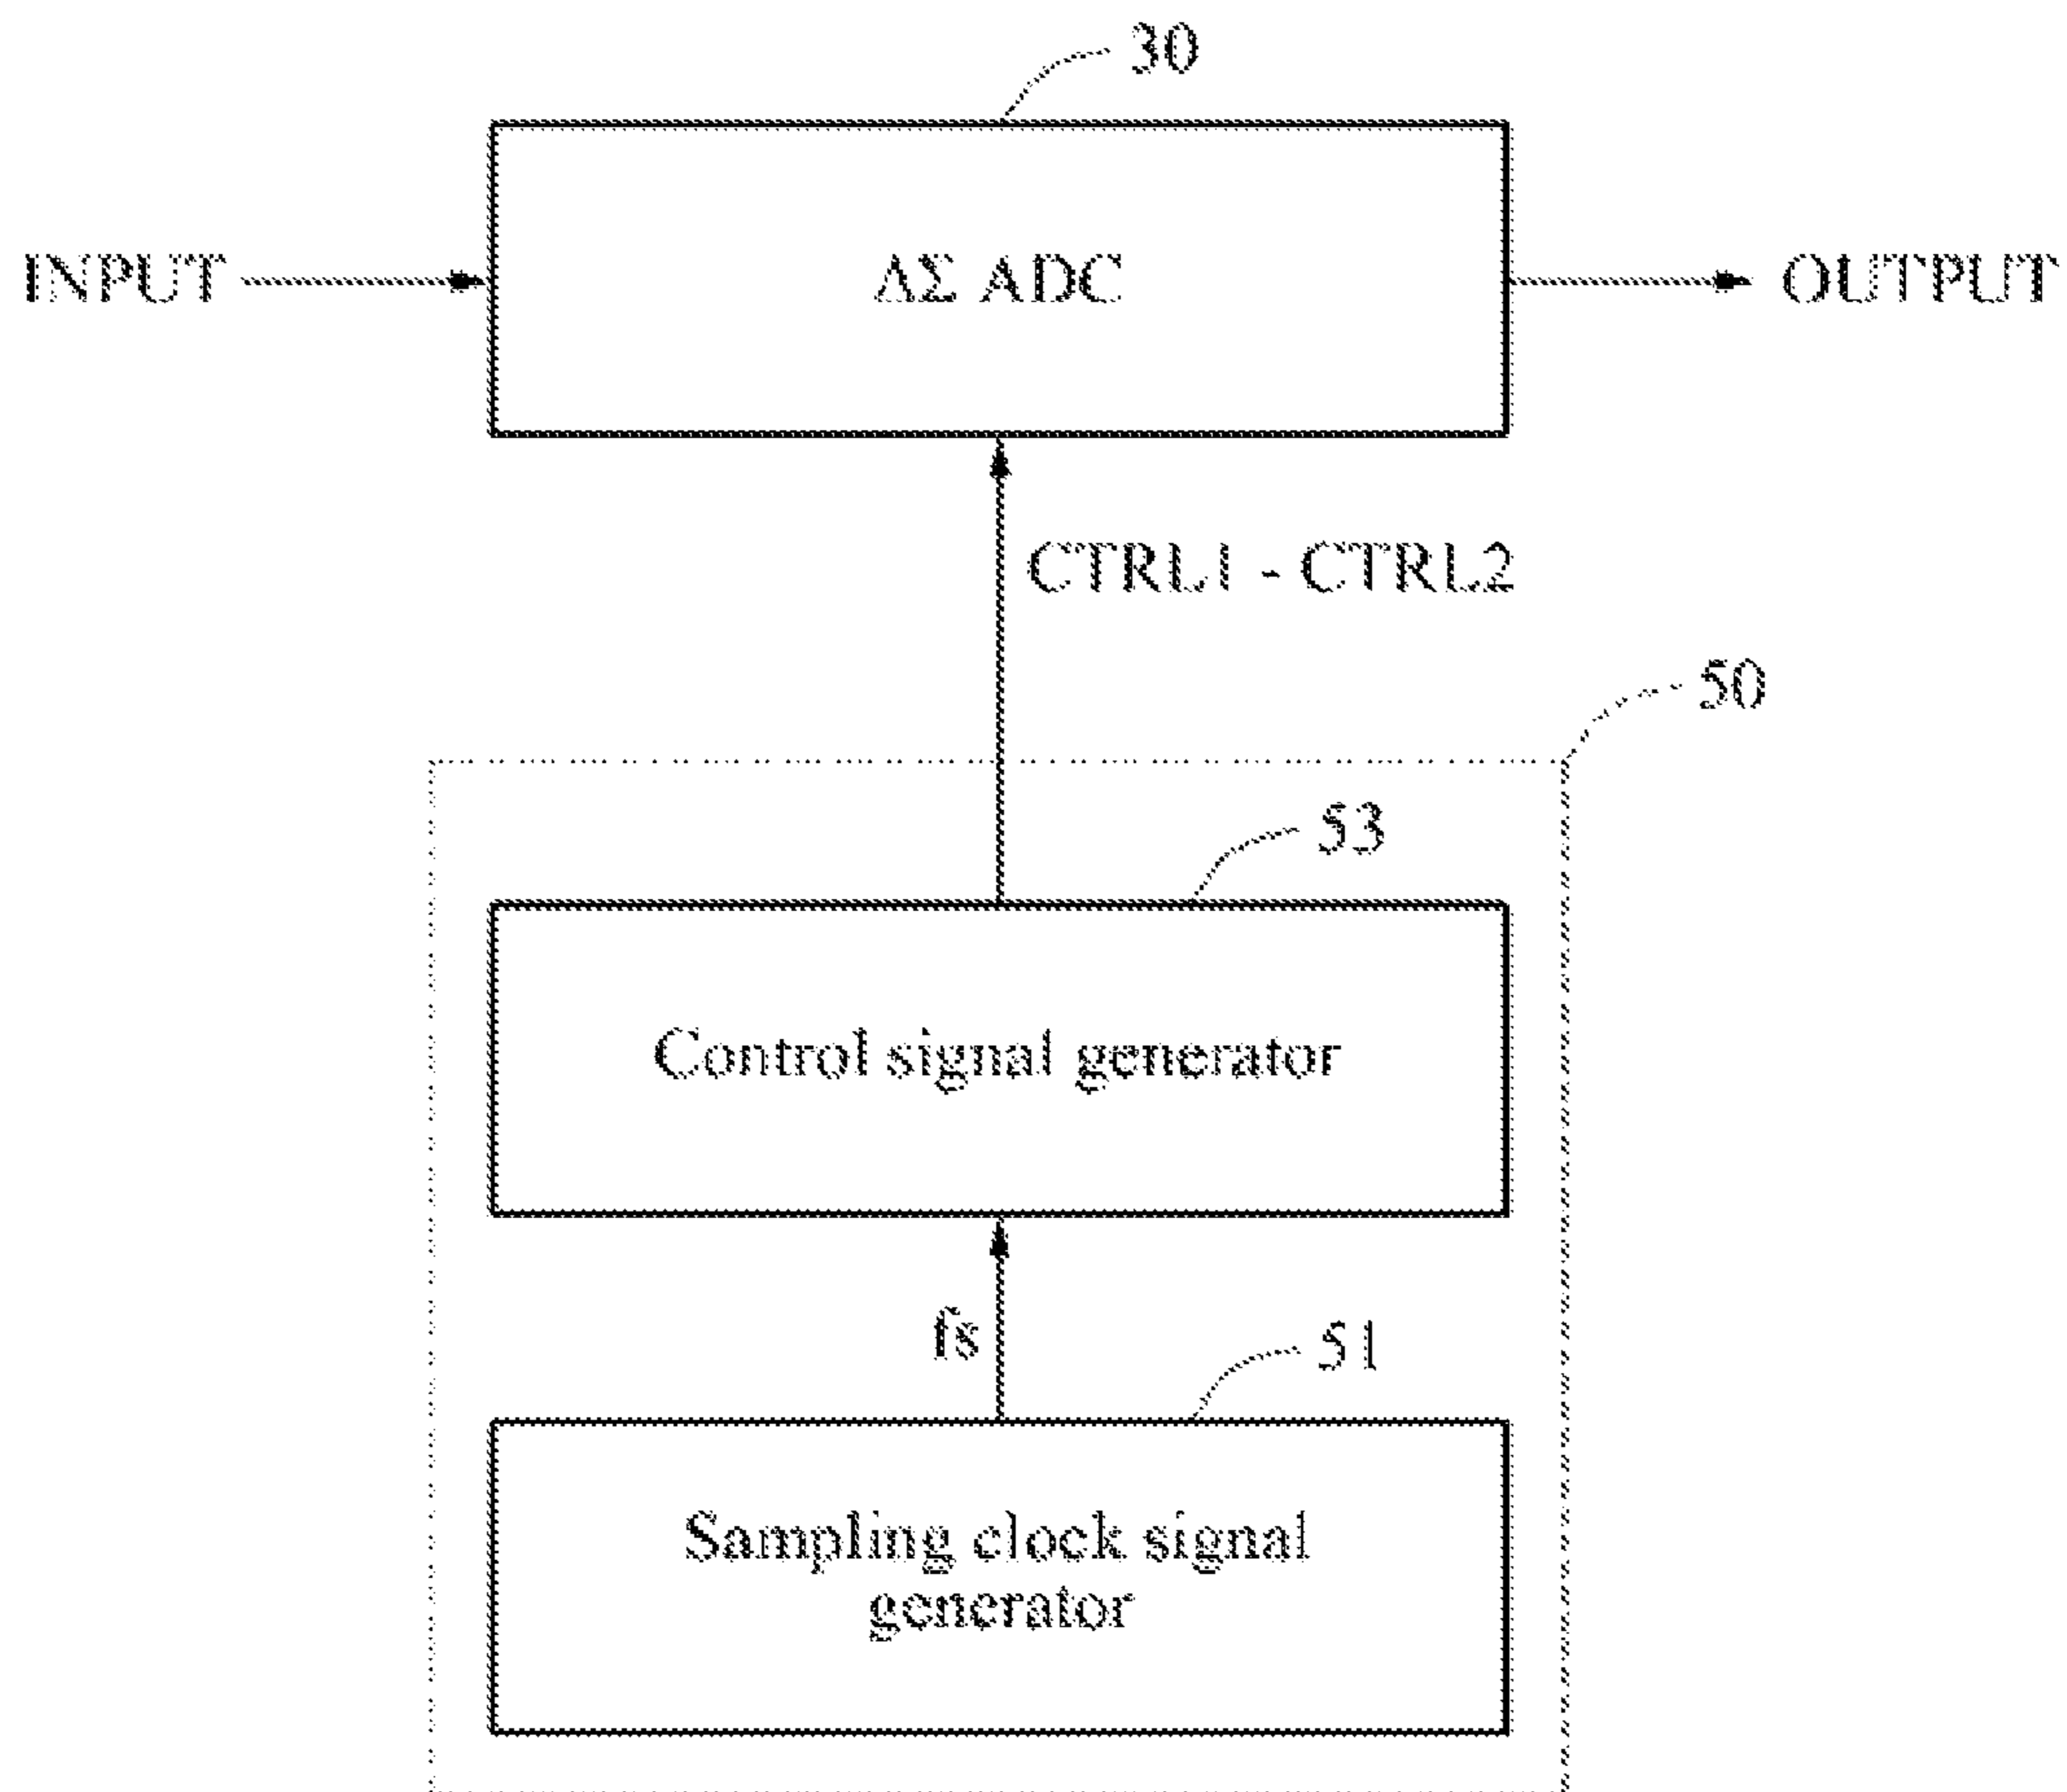 30
INPUT
ΔΣ ADC
OUTPUT
CTRL1 - CTRL2
50
53
Control signal generator
fs
51
Sampling clock signal
generator